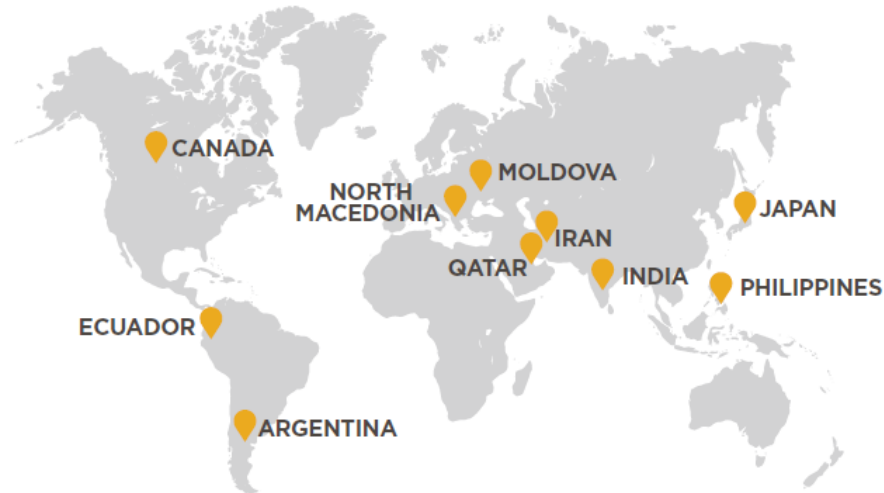 CANADA
MOLDOVA
NORTH
MACEDONIA
JAPAN
IRAN
QATAR
INDIA
PHILIPPINES
ECUADOR
ARGENTINA